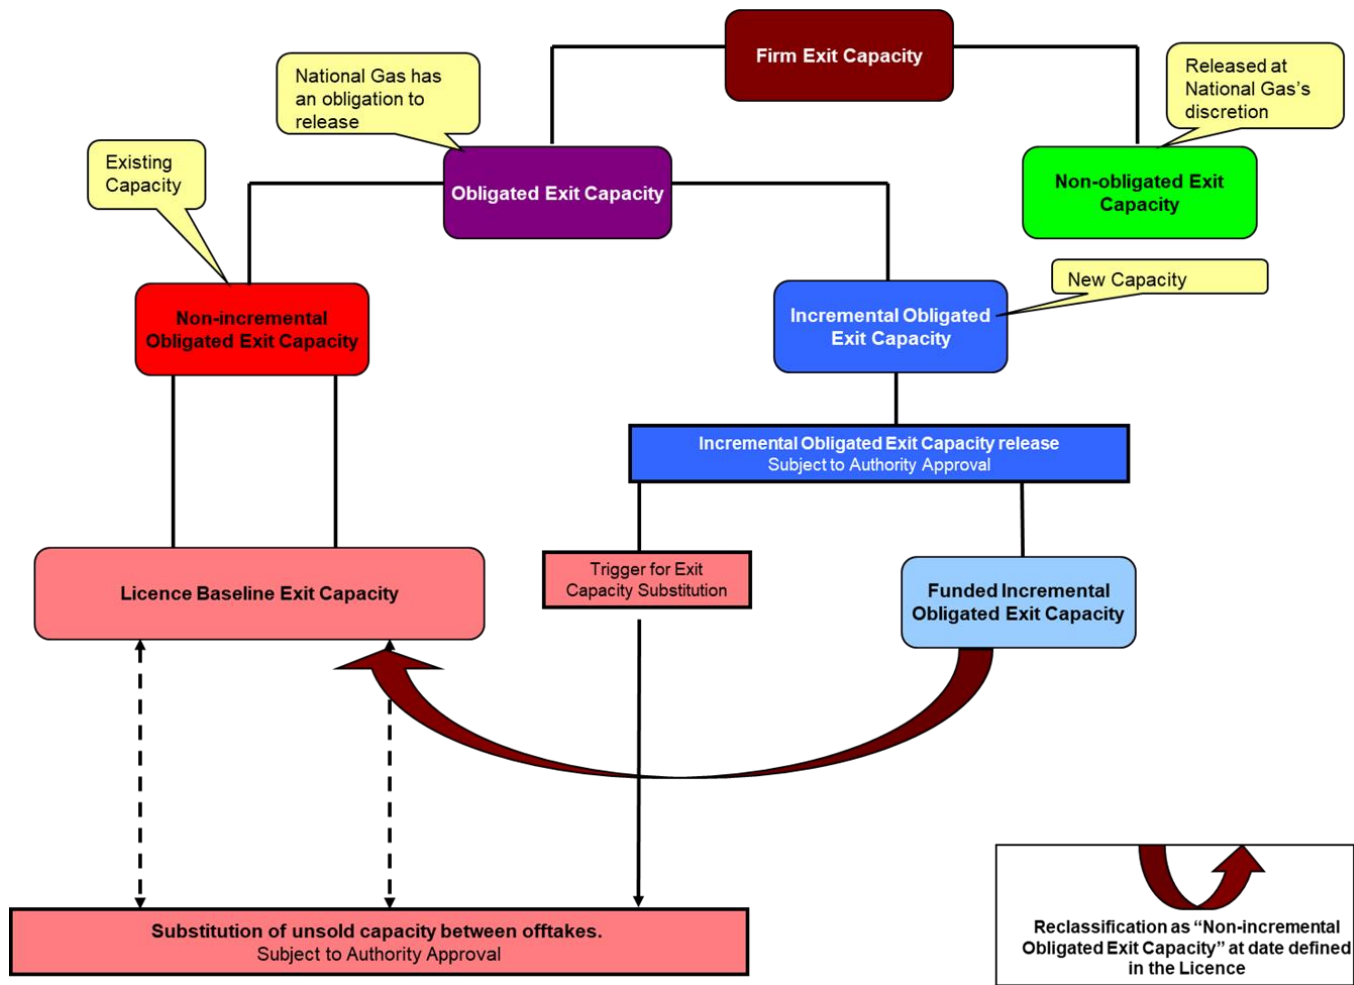 Firm Exit Capacity
National Gas has
an obligation to
release
Released at
National Gas's
discretion
Existing
Capacity
Obligated Exit Capacity
Non-obligated Exit
Capacity
New Capacity
Non-incremental
Obligated Exit Capacity
Incremental Obligated
Exit Capacity
Incremental Obligated Exit Capacity release
Subject to Authority Approval
Licence Baseline Exit Capacity
Trigger for Exit
Capacity Substitution
Funded Incremental
Obligated Exit Capacity
Substitution of unsold capacity between offtakes.
Subject to Authority Approval
Reclassification as “Non-incremental
Obligated Exit Capacity” at date defined
in the Licence